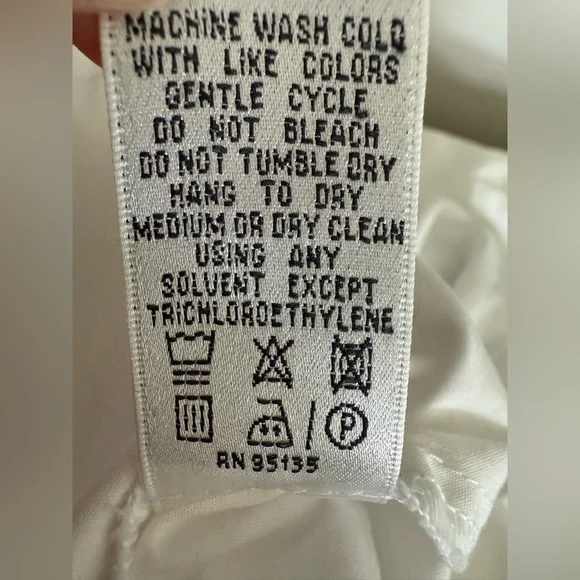 MACHINE WASH COLD
WITH LIKE COLORS
GENTLE CYCLE
DO NOT BLEACH
DO NOT TUMBLE DRY
HANG TO DRY
MEDIUM OR DRY CLEAN
USING ANY
SOLVENT EXCEPT
TRICHLOROETHYLENE
/ P
RN 95135